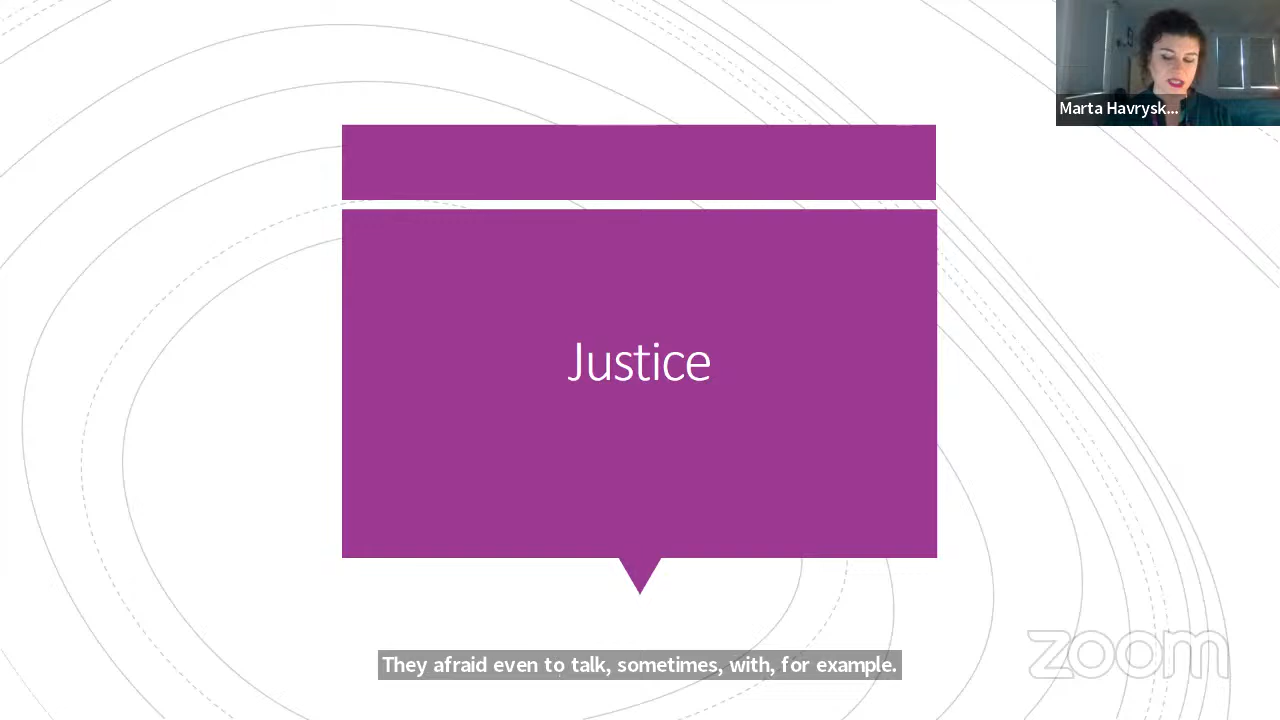 Marta Havrysk...
Justice
They afraid even to talk, sometimes, with, for example.
zoom